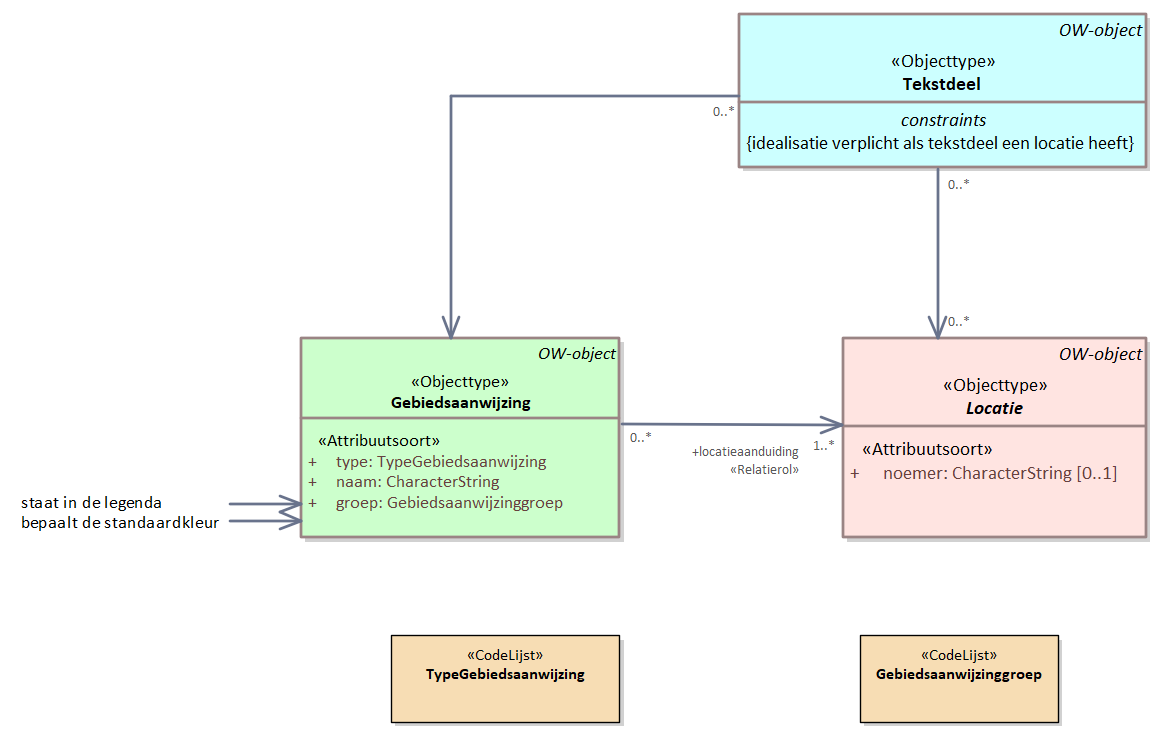 OW-object
«Objecttype»
Tekstdeel
constraints
{idealisatie verplicht als tekstdeel een locatie heeft}
0..*
0..*
0..*
OW-object
«Objecttype»
Gebiedsaanwijzing
«Attribuutsoort»
+ type: TypeGebiedsaanwijzing
+ naam: CharacterString
+ groep: Gebiedsaanwijzinggroep
staat in de legenda
bepaalt de standaardkleur
0..*
+locatieaanduiding
«Relatierol»
1..*
OW-object
«Objecttype»
Locatie
«Attribuutsoort»
+ noemer: CharacterString [0..1]
«CodeLijst»
TypeGebiedsaanwijzing
«CodeLijst»
Gebiedsaanwijzinggroep